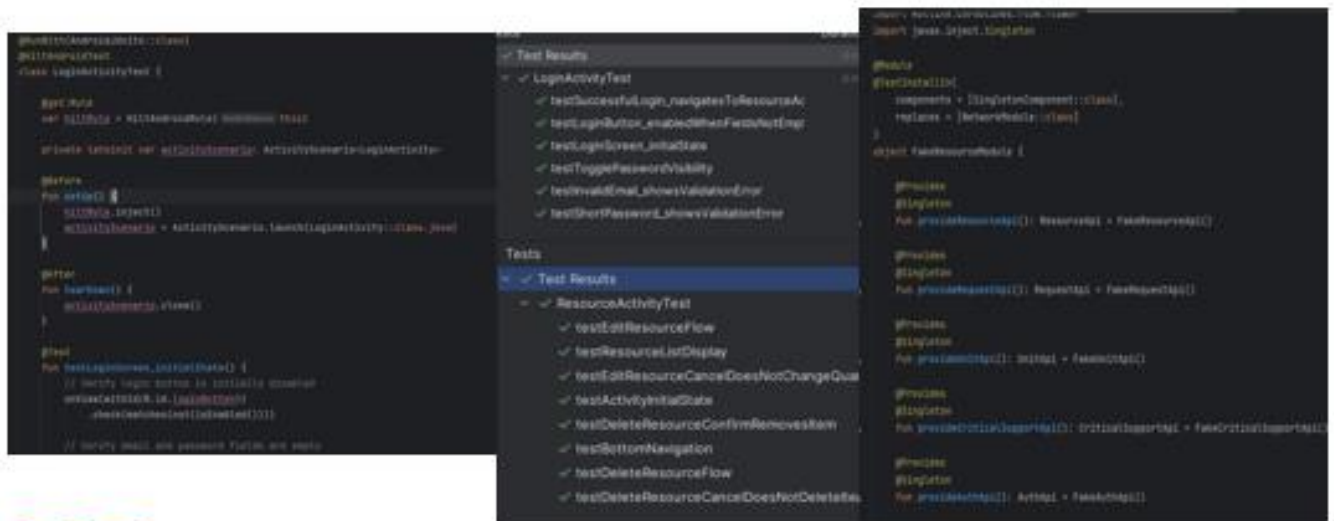 @RunWith(AndroidJUnit4::class)
@HiltAndroidTest
class LoginActivityTest {
@get:Rule
var hiltRule = HiltAndroidRule( this)
private lateinit var activityScenario: ActivityScenario<LoginActivity>
@Before
fun setUp() {
hiltRule.inject()
activityScenario = ActivityScenario.launch(LoginActivity::class.java)
}
@After
fun tearDown() {
activityScenario.close()
}
@Test
fun testLoginScreen_initialState() {
// Verify login button is initially disabled
onView(withId(R.id.loginButton))
.check(matches(not(isEnabled())))
// Verify email and password fields are empty
Test Results
LoginActivityTest
testSuccessfulLogin_navigatesToResourceAc
testLoginButton_enabledWhenFieldsNotEmpt
testLoginScreen_initialState
testTogglePasswordVisibility
testInvalidEmail_showsValidationError
testShortPassword_showsValidationError
Tests
Test Results
ResourceActivityTest
testEditResourceFlow
testResourceListDisplay
testEditResourceCancelDoesNotChangeQuan
testActivityInitialState
testDeleteResourceConfirmRemovesItem
testBottomNavigation
testDeleteResourceFlow
testDeleteResourceCancelDoesNotDeleteIte
import javax.inject.Singleton
@Module
@TestInstallIn(
components = [SingletonComponent::class],
replaces = [NetworkModule::class]
)
object FakeResourceModule {
@Provides
@Singleton
fun provideResourceApi(): ResourceApi = FakeResourceApi()
@Provides
@Singleton
fun provideRequestApi(): RequestApi = FakeRequestApi()
@Provides
@Singleton
fun provideUnitApi(): UnitApi = FakeUnitApi()
@Provides
@Singleton
fun provideCriticalSupportApi(): CriticalSupportApi = FakeCriticalSupportApi()
@Provides
@Singleton
fun provideAuthApi(): AuthApi = FakeAuthApi()